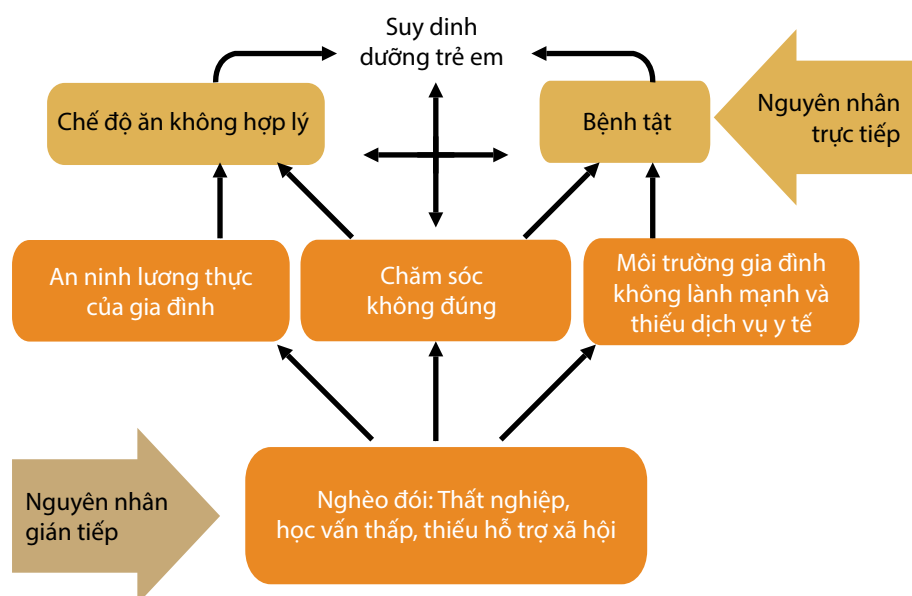 Suy dinh
dưỡng trẻ em
Chế độ ăn không hợp lý
Bệnh tật
Nguyên nhân
trực tiếp
An ninh lương thực
của gia đình
Chăm sóc
không đúng
Môi trường gia đình
không lành mạnh và
thiếu dịch vụ y tế
Nguyên nhân
gián tiếp
Nghèo đói: Thất nghiệp,
học vấn thấp, thiếu hỗ trợ xã hội